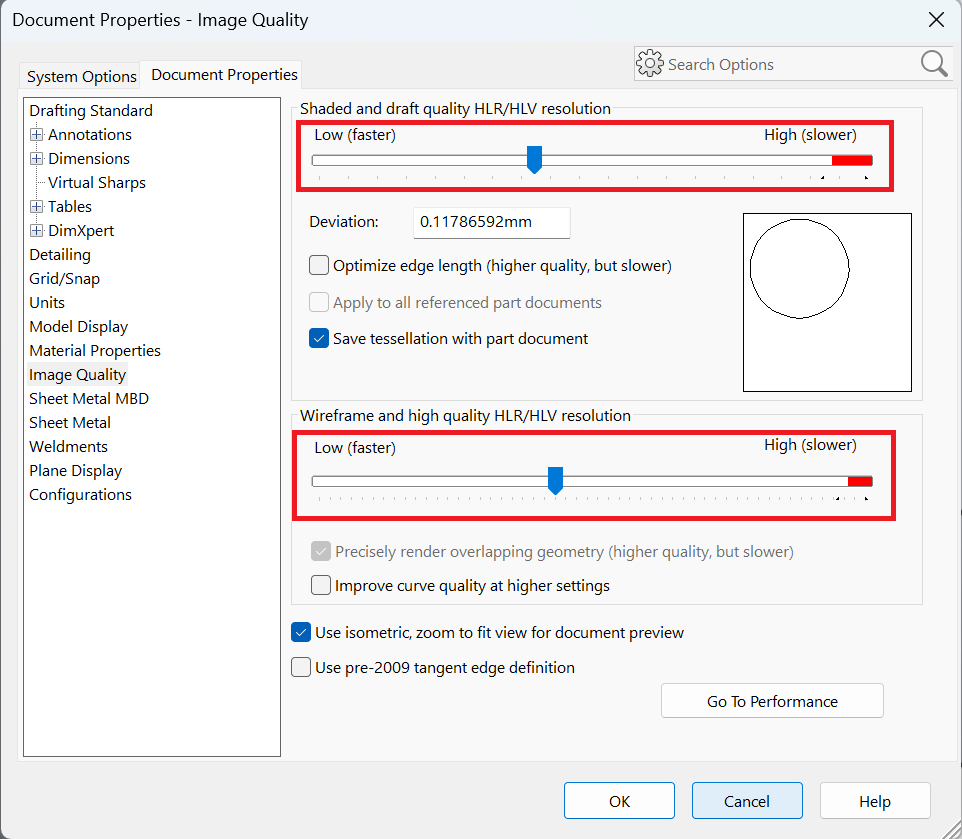 Document Properties - Image Quality
System Options
Document Properties
Search Options
Drafting Standard
Annotations
Dimensions
Virtual Sharps
Tables
DimXpert
Detailing
Grid/Snap
Units
Model Display
Material Properties
Image Quality
Sheet Metal MBD
Sheet Metal
Weldments
Plane Display
Configurations
Shaded and draft quality HLR/HLV resolution
Low (faster)
High (slower)
Deviation:
0.11786592mm
Optimize edge length (higher quality, but slower)
Apply to all referenced part documents
Save tessellation with part document
Wireframe and high quality HLR/HLV resolution
Low (faster)
High (slower)
Precisely render overlapping geometry (higher quality, but slower)
Improve curve quality at higher settings
Use isometric, zoom to fit view for document preview
Use pre-2009 tangent edge definition
Go To Performance
OK
Cancel
Help